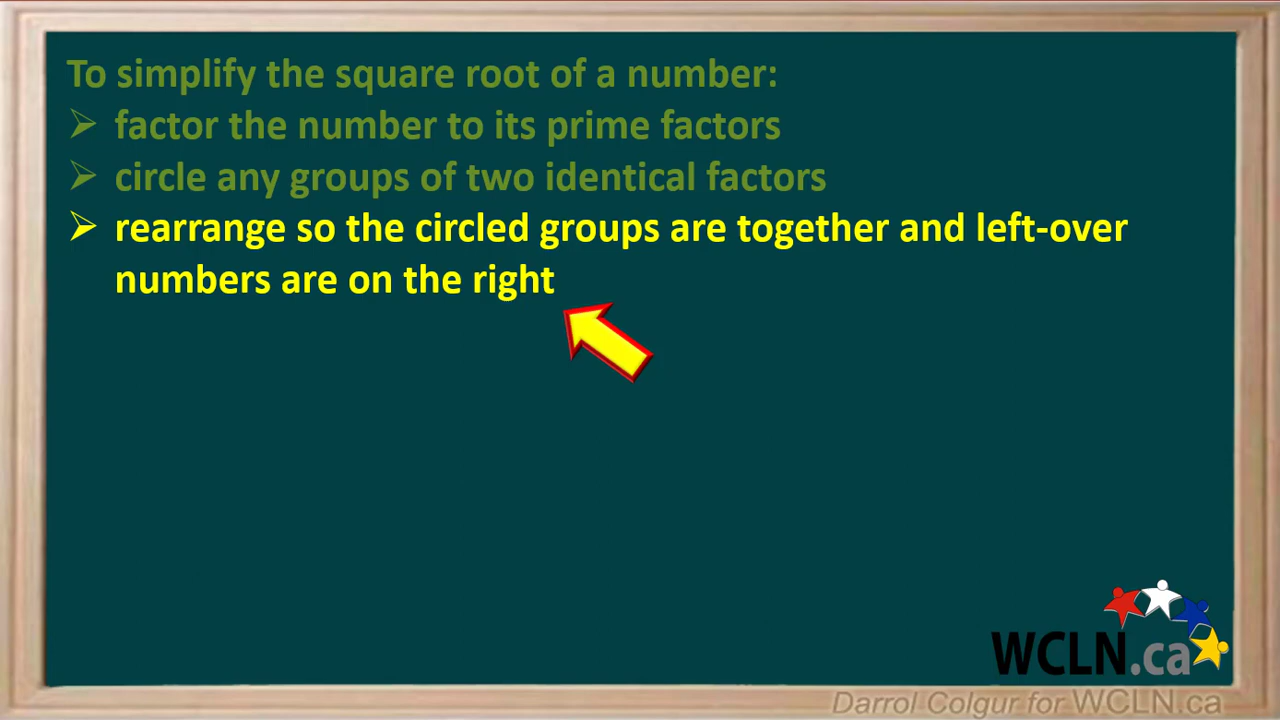 To simplify the square root of a number:
➢ factor the number to its prime factors
➢ circle any groups of two identical factors
➢ rearrange so the circled groups are together and left-over
numbers are on the right
WCLN.ca
Darrol Colgur for WCLN.ca